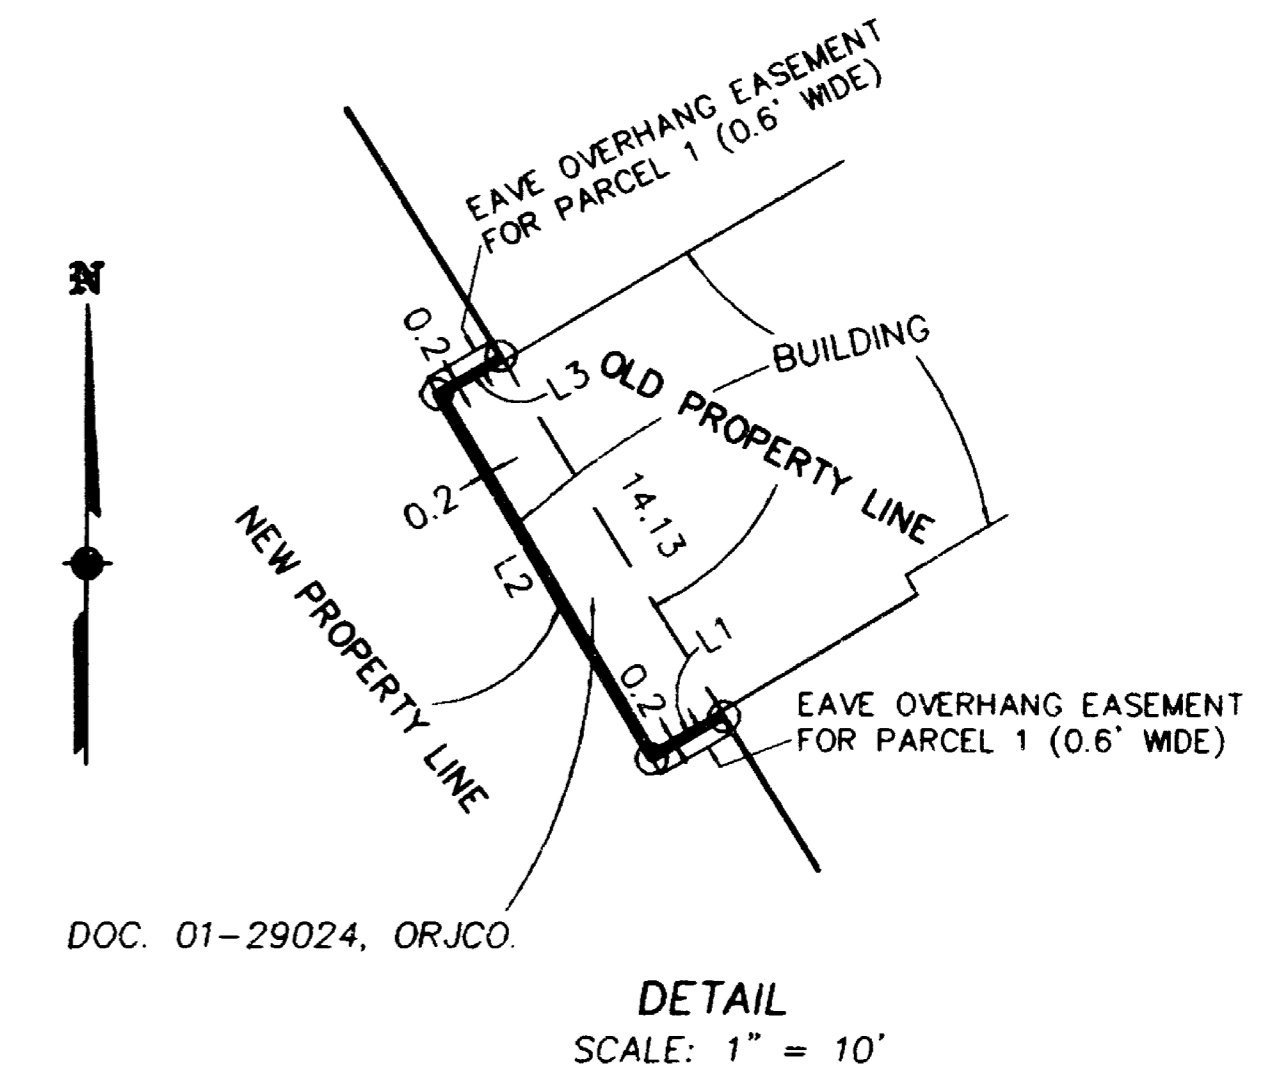 EAVE OVERHANG EASEMENT
FOR PARCEL 1 (0.6' WIDE)
N
0.2
L3
OLD PROPERTY LINE
BUILDING
0.2
14.13
NEW PROPERTY LINE
L2
L1
0.2
EAVE OVERHANG EASEMENT
FOR PARCEL 1 (0.6' WIDE)
DOC. 01-29024, ORJCO.
DETAIL
SCALE: 1" = 10'